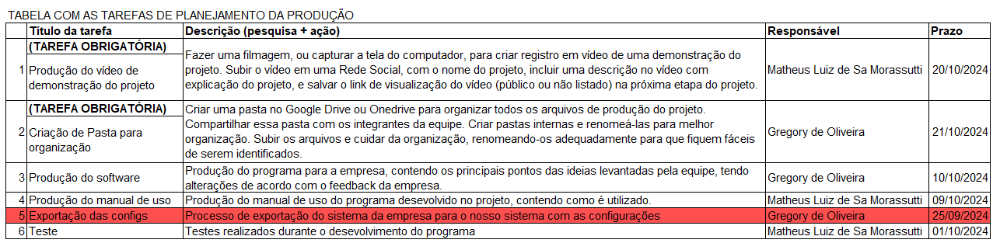 TABELA COM AS TAREFAS DE PLANEJAMENTO DA PRODUÇÃO
Título da tarefa Descrição (pesquisa + ação) Responsável Prazo
1 (TAREFA OBRIGATÓRIA)
Produção do vídeo de
demonstração do projeto
Fazer uma filmagem, ou capturar a tela do computador, para criar registro em vídeo de uma demonstração do
projeto. Subir o vídeo em uma Rede Social, com o nome do projeto, incluir uma descrição no vídeo com
explicação do projeto, e salvar o link de visualização do vídeo (público ou não listado) na próxima etapa do projeto.
Matheus Luiz de Sa Morassutti 20/10/2024
2 (TAREFA OBRIGATÓRIA)
Criação de Pasta para
organização
Criar uma pasta no Google Drive ou Onedrive para organizar todos os arquivos de produção do projeto.
Compartilhar essa pasta com os integrantes da equipe. Criar pastas internas e renomeá-las para melhor
organização. Subir os arquivos e cuidar da organização, renomeando-os adequadamente para que fiquem fáceis
de serem identificados.
Gregory de Oliveira 21/10/2024
3 Produção do software
Produção do programa para a empresa, contendo os principais pontos das ideias levantadas pela equipe, tendo
alterações de acordo com o feedback da empresa.
Gregory de Oliveira 10/10/2024
4 Produção do manual de uso Produção do manual de uso do programa desevolvido no projeto, contendo como é utilizado. Matheus Luiz de Sa Morassutti 09/10/2024
5 Exportação das configs Processo de exportação do sistema da empresa para o nosso sistema com as configurações Gregory de Oliveira 25/09/2024
6 Teste Testes realizados durante o desevolvimento do programa Matheus Luiz de Sa Morassutti 01/10/2024